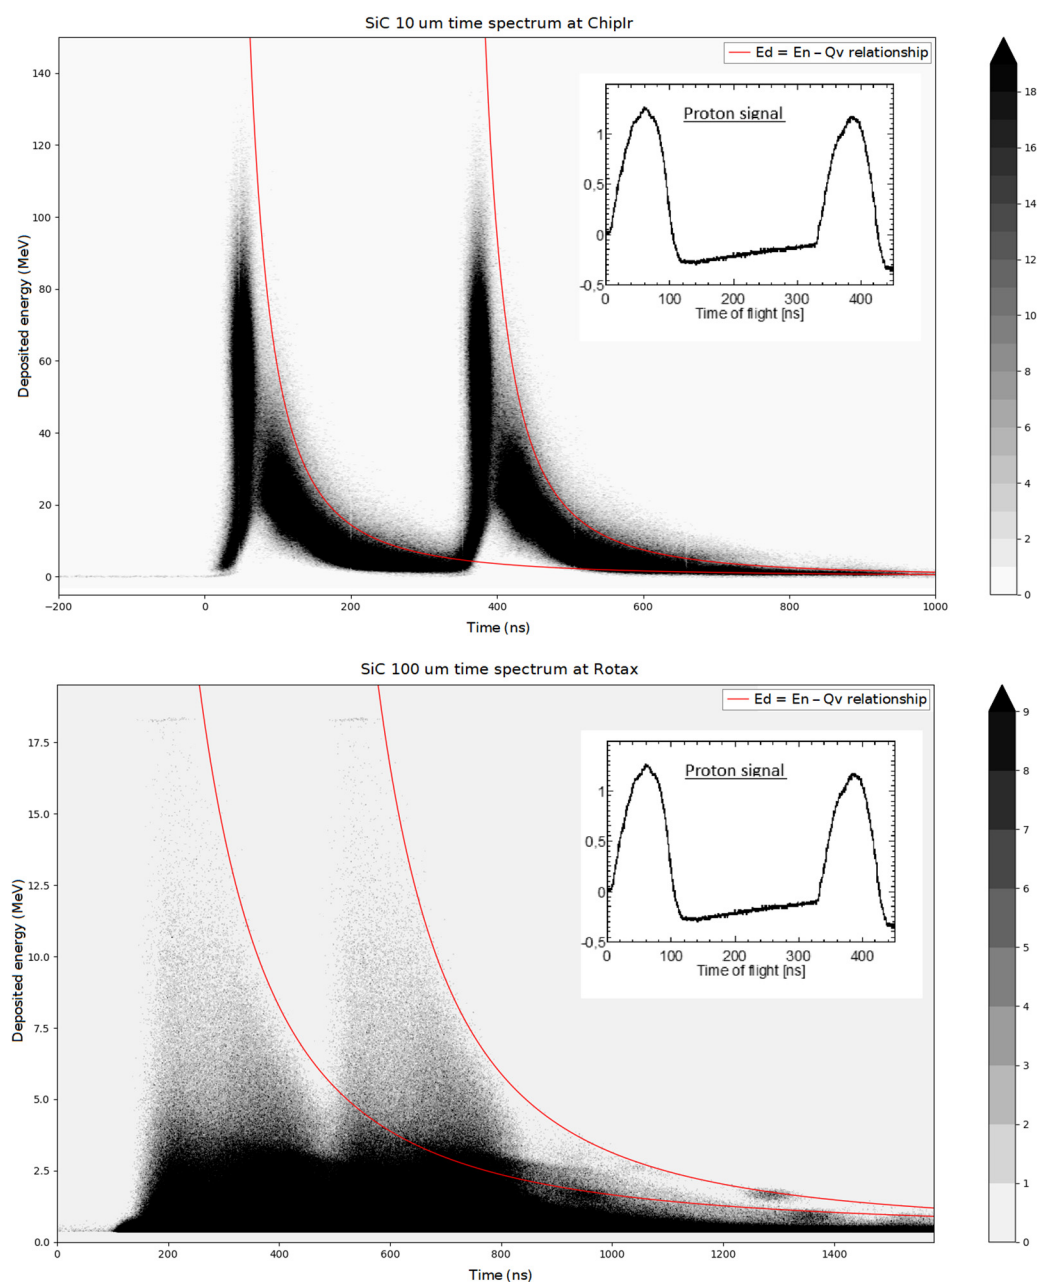 SiC 10 um time spectrum at ChipIr
Ed = En − Qv relationship
Proton signal
1
0,5
0
-0,5
0 100 200 300 400
Time of flight [ns]
Deposited energy (MeV)
140
120
100
80
60
40
20
0
−200 0 200 400 600 800 1000
Time (ns)
18
16
14
12
10
8
6
4
2
0
SiC 100 um time spectrum at Rotax
Ed = En − Qv relationship
Proton signal
1
0,5
0
-0,5
0 100 200 300 400
Time of flight [ns]
Deposited energy (MeV)
17.5
15.0
12.5
10.0
7.5
5.0
2.5
0.0
0 200 400 600 800 1000 1200 1400
Time (ns)
9
8
7
6
5
4
3
2
1
0